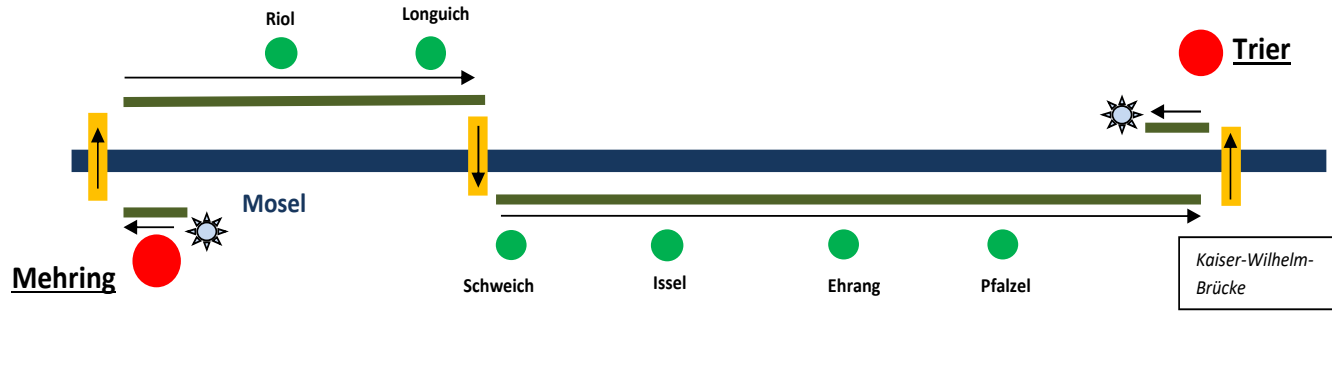 Riol
Longuich
Trier
Mosel
Mehring
Schweich
Issel
Ehrang
Pfalzel
Kaiser-Wilhelm-
Brücke